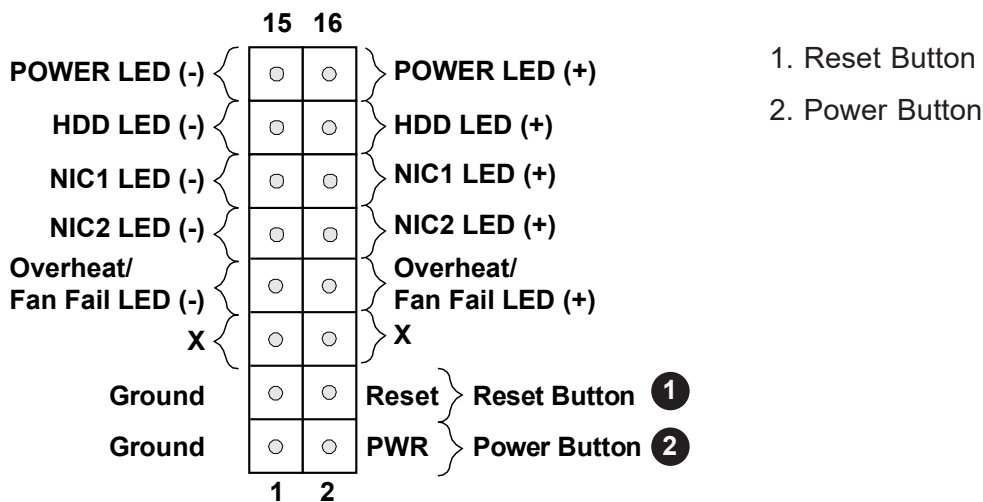 15 16
POWER LED (-) POWER LED (+)
HDD LED (-) HDD LED (+)
NIC1 LED (-) NIC1 LED (+)
NIC2 LED (-) NIC2 LED (+)
Overheat/ Overheat/
Fan Fail LED (-) Fan Fail LED (+)
X X
Ground Reset Reset Button 1
Ground PWR Power Button 2
1 2
1. Reset Button
2. Power Button